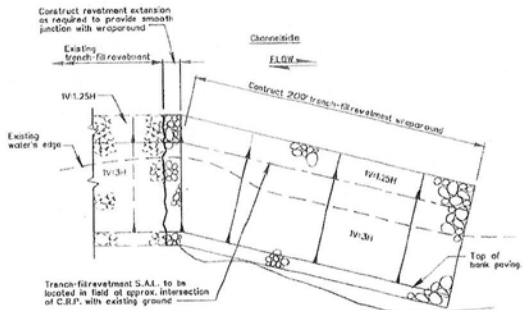 Construct revetment extension
as required to provide smooth
junction with wraparound
Existing
trench-fill revetment
Channelside
FLOW
Contruct 200' trench-fill revetment wraparound
1V:1.25H
Existing
water's edge
1V:3H
1V:1.25H
1V:3H
Top of
bank paving.
Trench-fill revetment S.A.L. to be
located in field at approx. intersection
of C.R.P. with existing ground